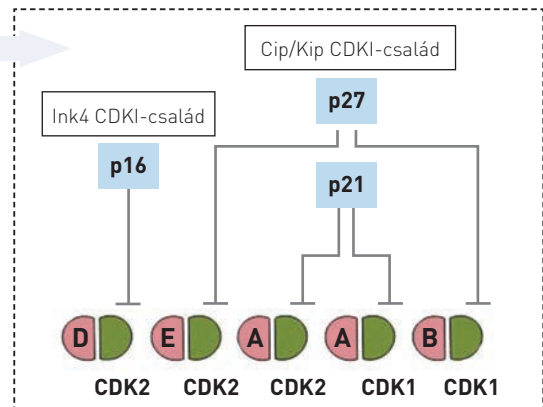 Cip/Kip CDKI-család
p27
Ink4 CDKI-család
p16
p21
D E A A B
CDK2 CDK2 CDK2 CDK1 CDK1